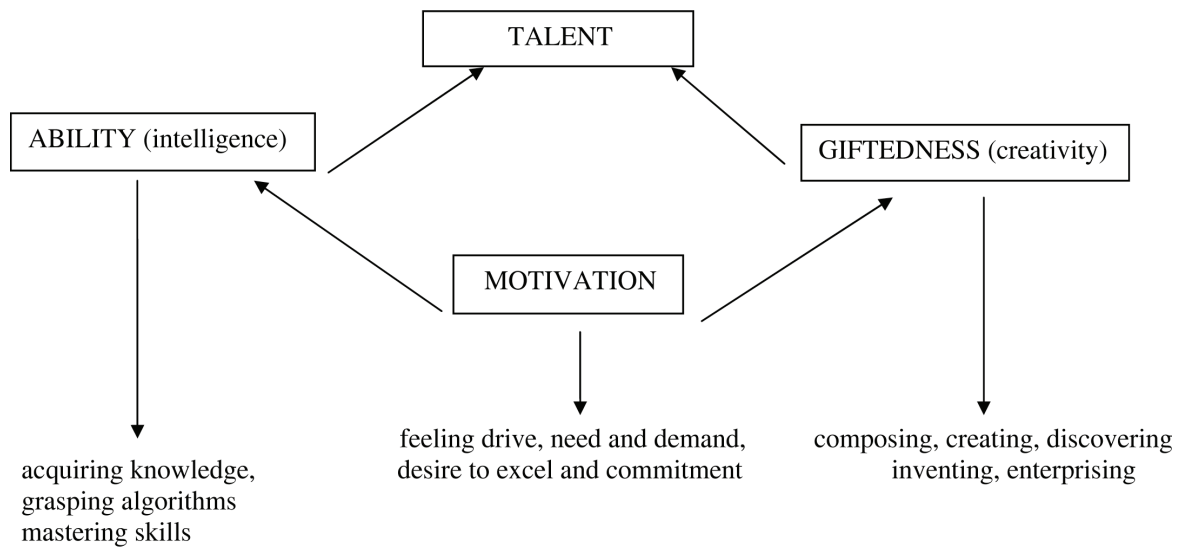 TALENT
ABILITY (intelligence)
GIFTEDNESS (creativity)
MOTIVATION
feeling drive, need and demand,
desire to excel and commitment
composing, creating, discovering
inventing, enterprising
acquiring knowledge,
grasping algorithms
mastering skills